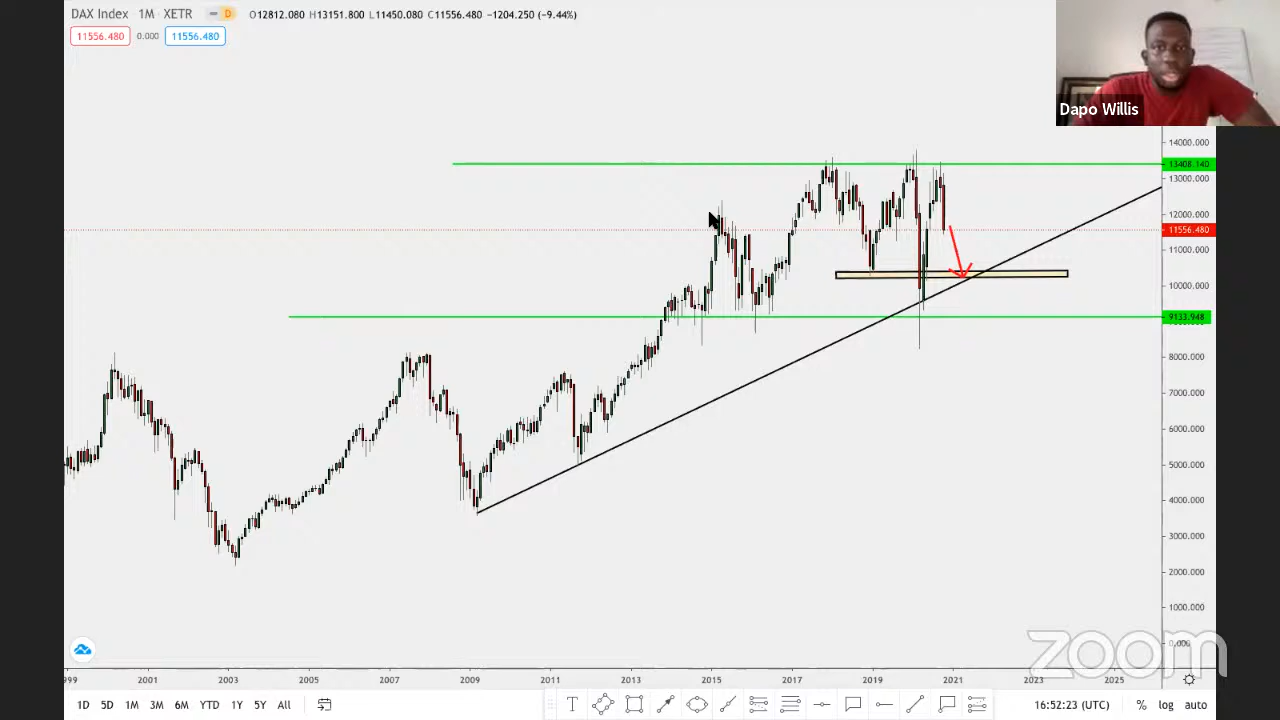 DAX Index 1M XETR D O12812.080 H13151.800 L11450.080 C11556.480 −1204.250 (−9.44%)
11556.480 0.000 11556.480
Dapo Willis
14000.000
13408.140
13000.000
12000.000
11556.480
11000.000
10000.000
9133.948
8000.000
7000.000
6000.000
5000.000
4000.000
3000.000
2000.000
1000.000
0.000
zoom
1999 2001 2003 2005 2007 2009 2011 2013 2015 2017 2019 2021 2023 2025
1D 5D 1M 3M 6M YTD 1Y 5Y All T 16:52:23 (UTC) % log auto